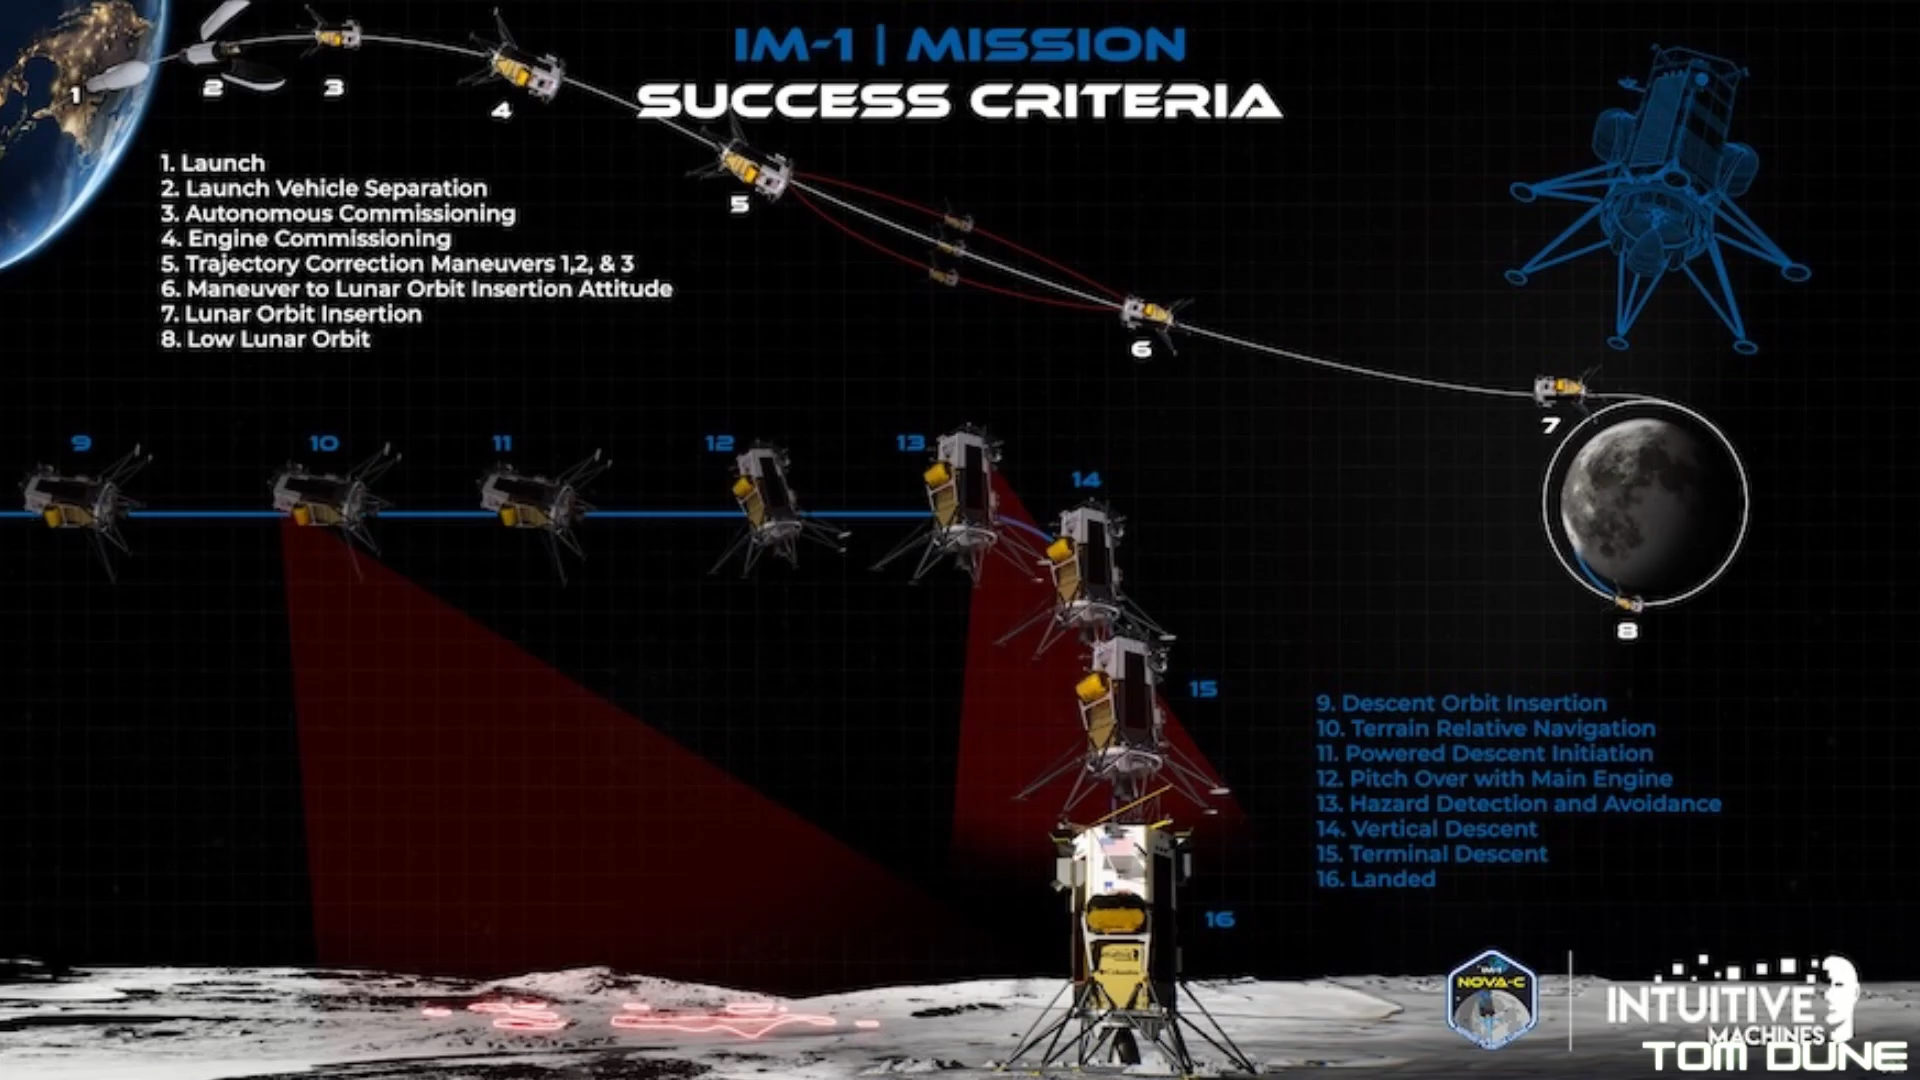 IM-1 | MISSION
SUCCESS CRITERIA
1
2
3
4
5
6
7
8
1. Launch
2. Launch Vehicle Separation
3. Autonomous Commissioning
4. Engine Commissioning
5. Trajectory Correction Maneuvers 1,2, & 3
6. Maneuver to Lunar Orbit Insertion Attitude
7. Lunar Orbit Insertion
8. Low Lunar Orbit
9
10
11
12
13
14
15
16
9. Descent Orbit Insertion
10. Terrain Relative Navigation
11. Powered Descent Initiation
12. Pitch Over with Main Engine
13. Hazard Detection and Avoidance
14. Vertical Descent
15. Terminal Descent
16. Landed
IM-1
NOVA-C
INTUITIVE
MACHINES
TOM DUNE